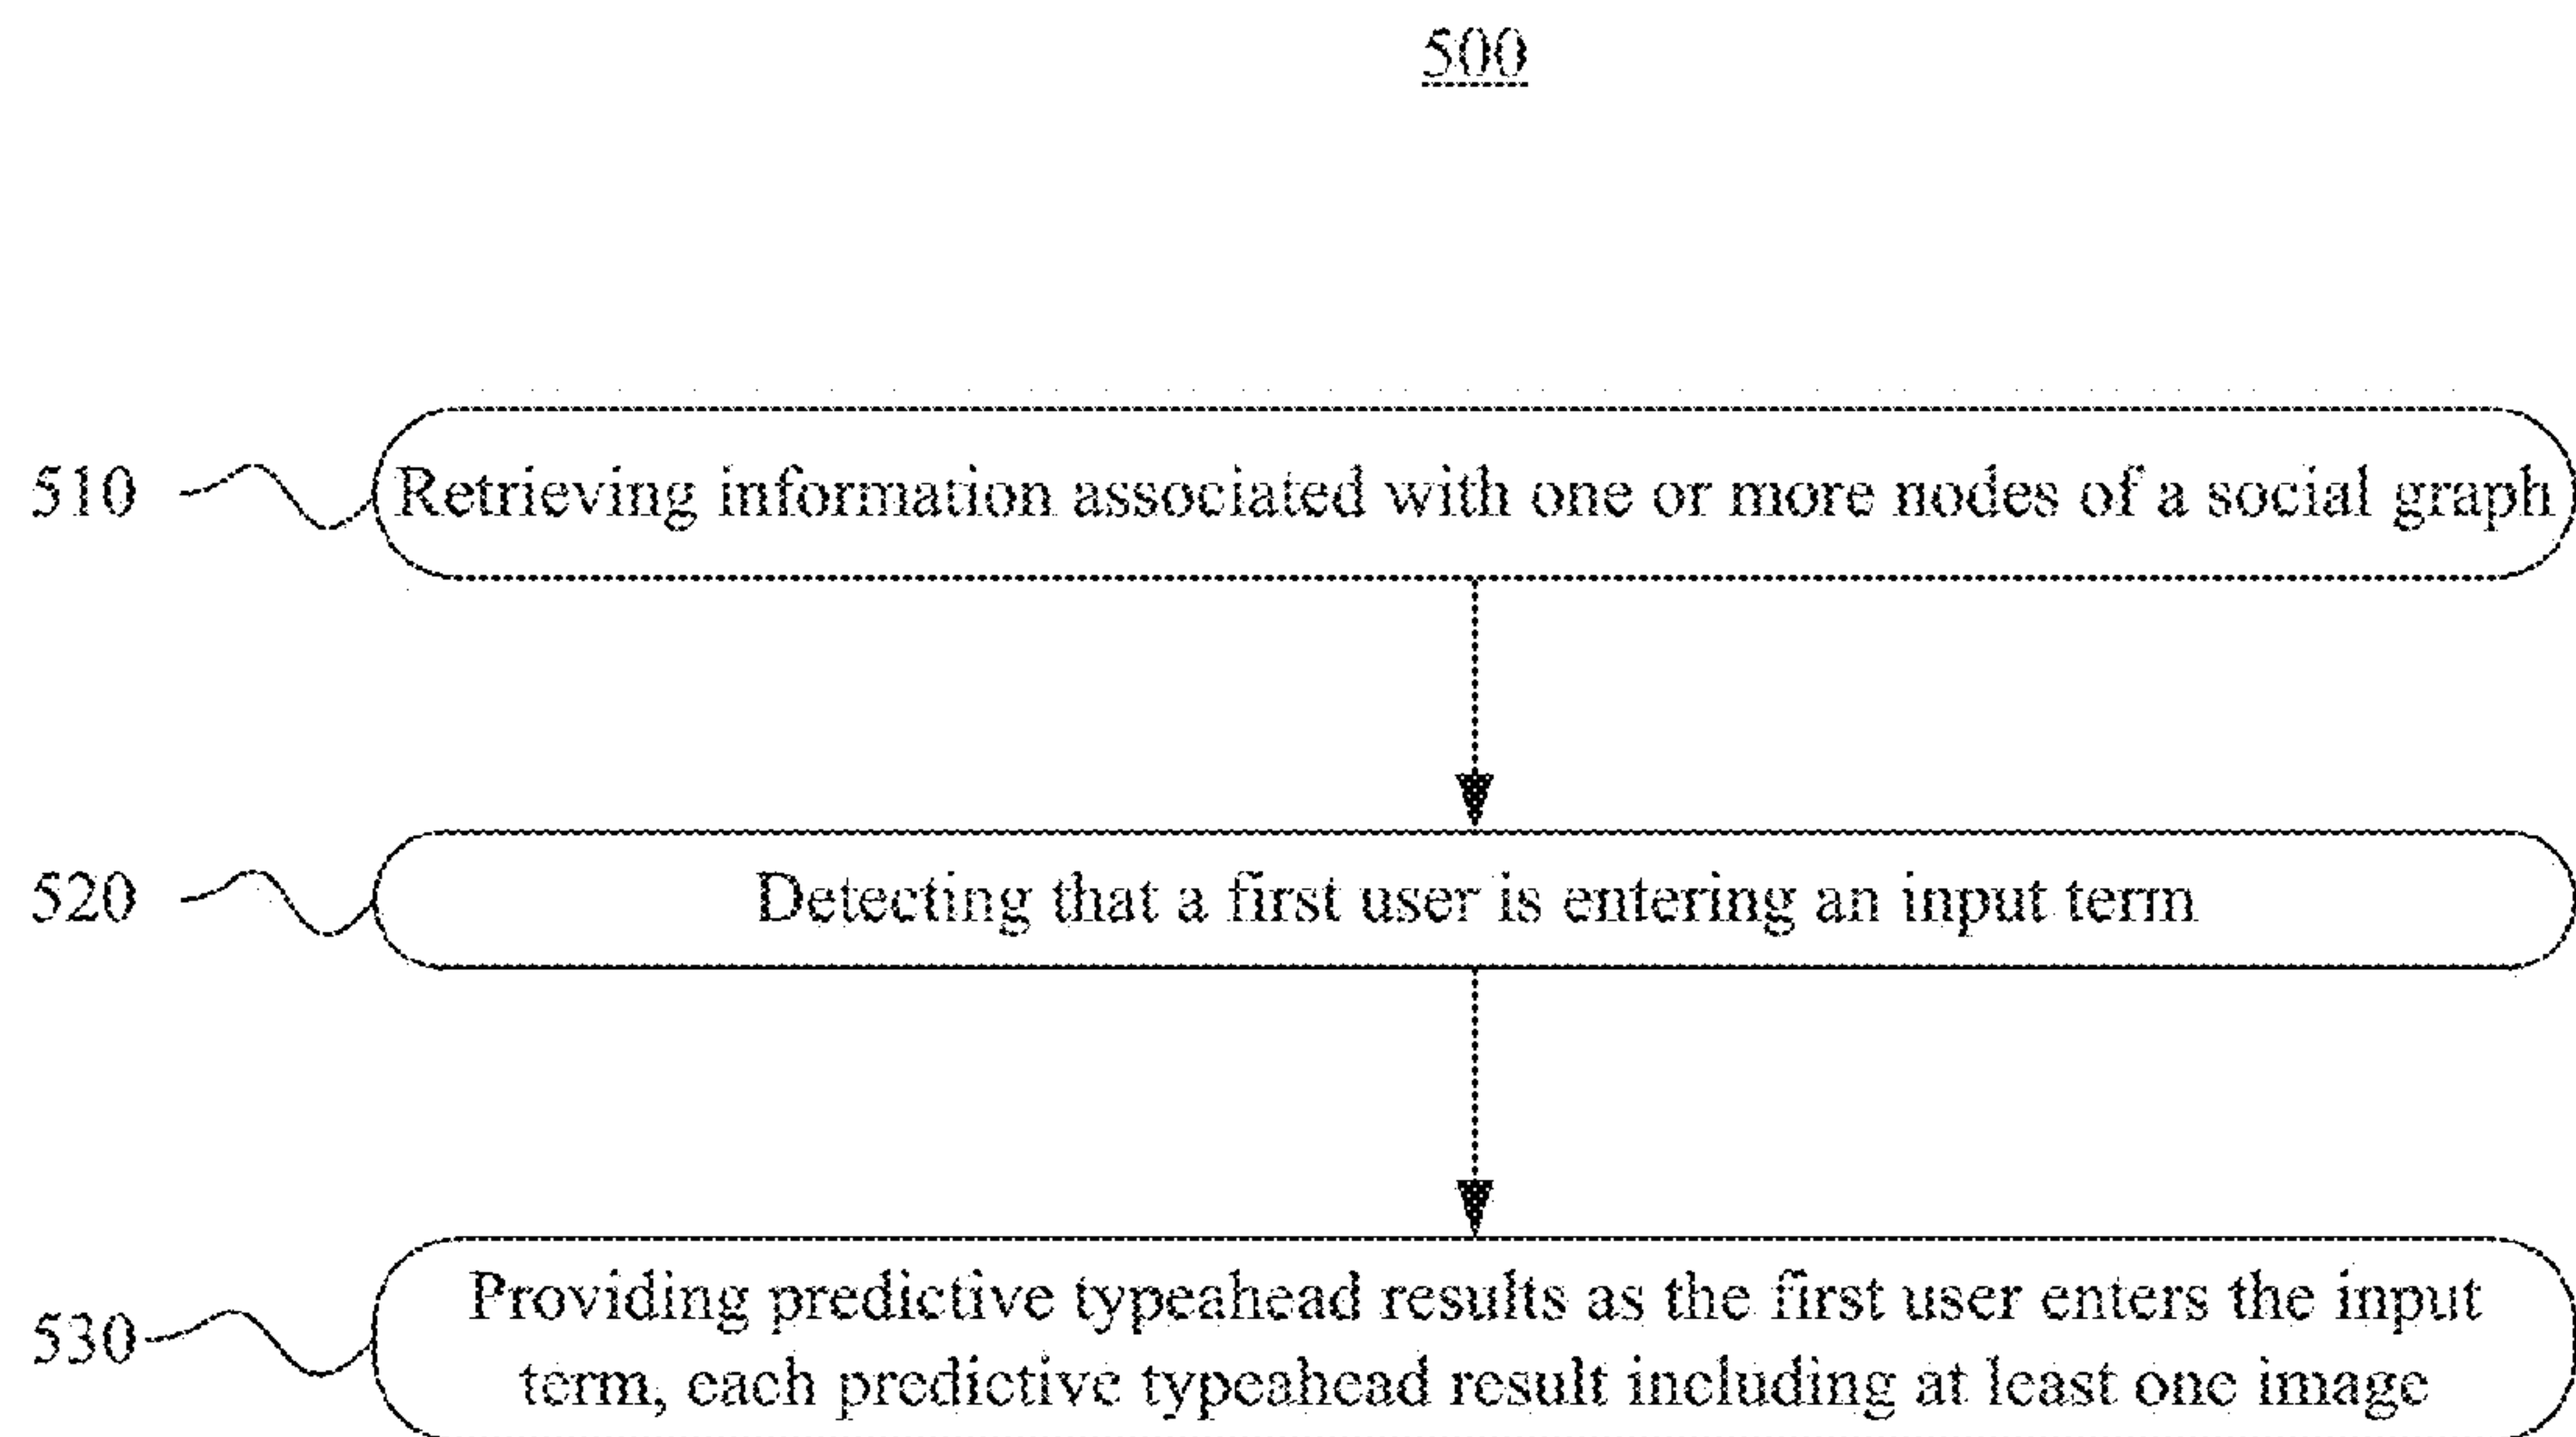 500
510 Retrieving information associated with one or more nodes of a social graph
520 Detecting that a first user is entering an input term
530 Providing predictive typeahead results as the first user enters the input
term, each predictive typeahead result including at least one image